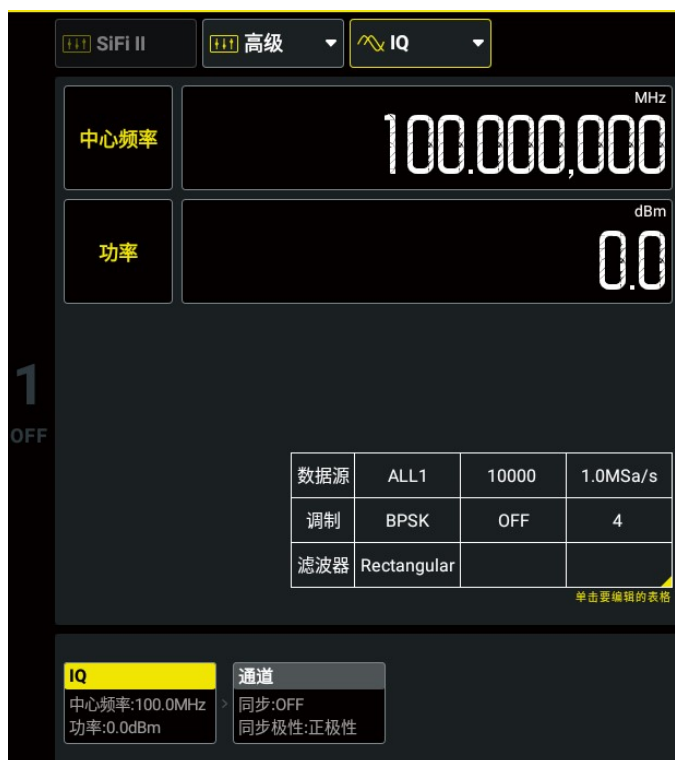 SiFi II 高级 IQ
MHz
中心频率 100.000,000
dBm
功率 0.0
1
OFF
数据源 ALL1 10000 1.0MSa/s
调制 BPSK OFF 4
滤波器 Rectangular
单击要编辑的表格
IQ
中心频率:100.0MHz
功率:0.0dBm
>
通道
同步:OFF
同步极性:正极性